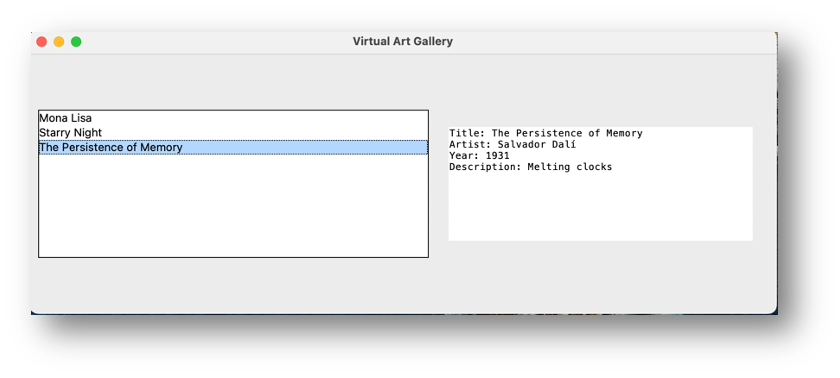 Virtual Art Gallery
Mona Lisa
Starry Night
The Persistence of Memory
Title: The Persistence of Memory
Artist: Salvador Dalí
Year: 1931
Description: Melting clocks